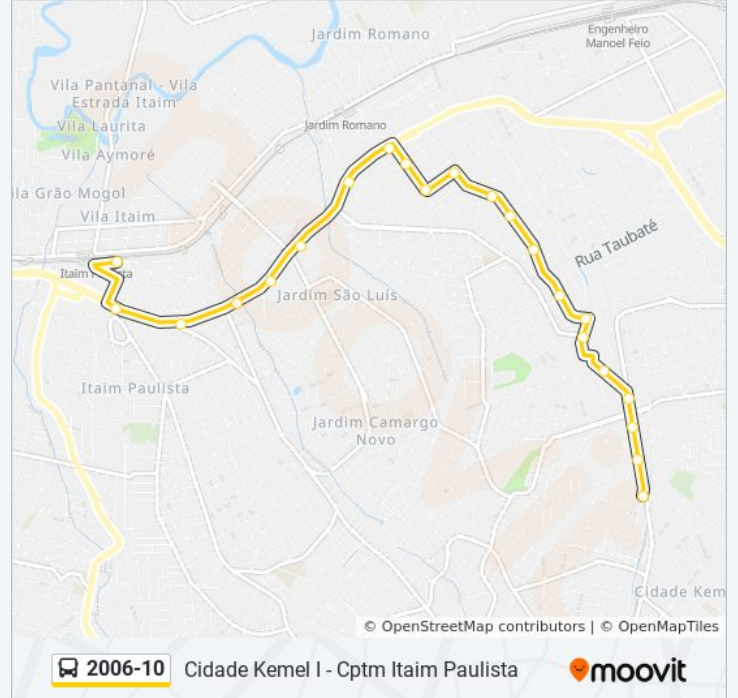 Jardim Romano
Engenheiro
Manoel Feio
Vila Pantanal - Vila
Estrada Itaim
Vila Laurita
Jardim Romano
Vila Aymoré
ila Grão Mogol
Vila Itaim
Rua Taubaté
Itaim P sta
Jardim São Luís
Itaim Paulista
Jardim Camargo
Novo
Cidade Kem
© OpenStreetMap contributors | © OpenMapTiles
2006-10 Cidade Kemel I - Cptm Itaim Paulista
moovit